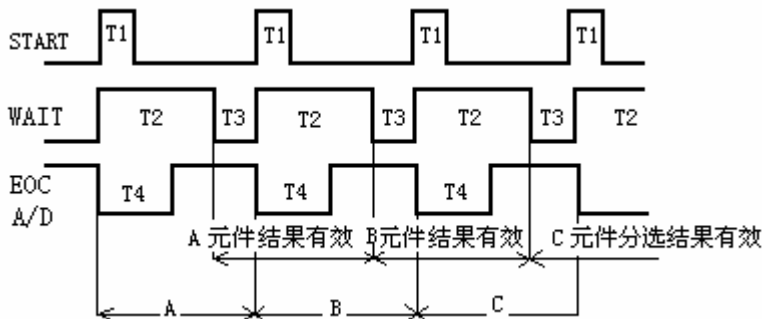 START T1 T1 T1 T1
WAIT T2 T3 T2 T3 T2 T3 T2
EOC T4 T4 T4
A/D
A 元件结果有效 B元件结果有效 C 元件分选结果有效
A B C